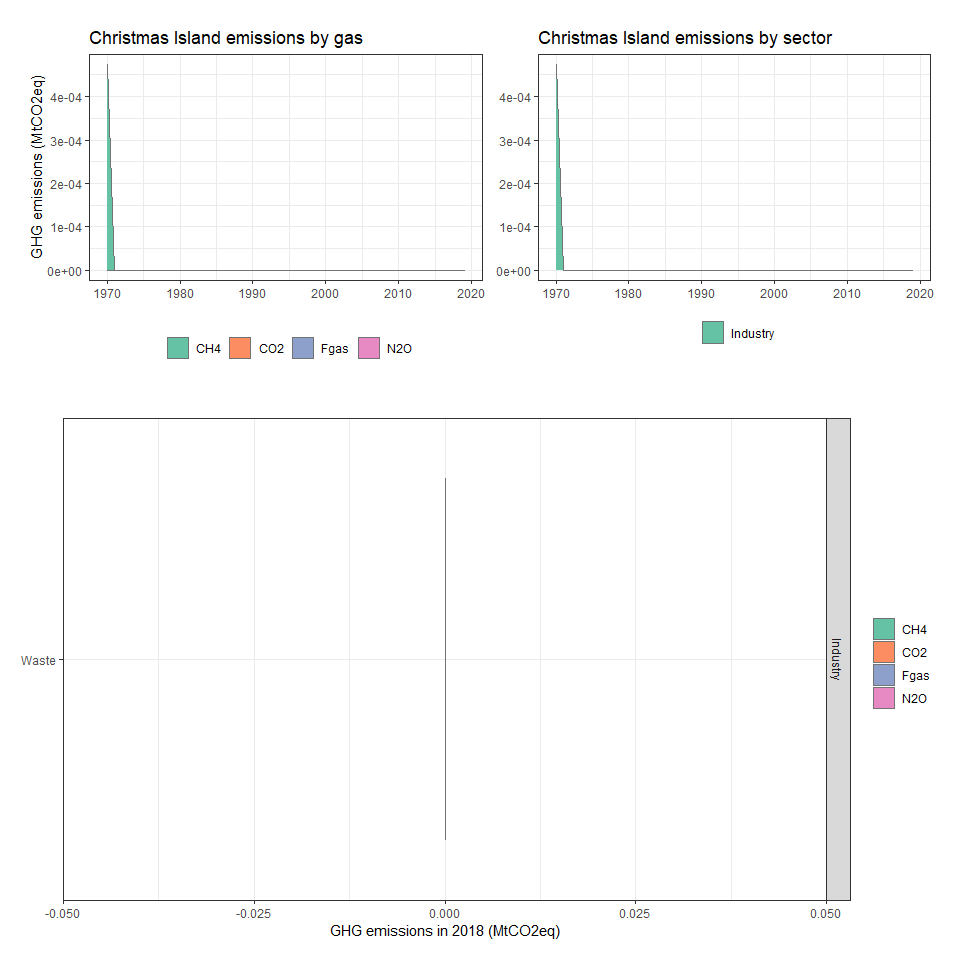 Christmas Island emissions by gas
GHG emissions (MtCO2eq)
4e-04
3e-04
2e-04
1e-04
0e+00
1970 1980 1990 2000 2010 2020
CH4 CO2 Fgas N2O
Christmas Island emissions by sector
4e-04
3e-04
2e-04
1e-04
0e+00
1970 1980 1990 2000 2010 2020
Industry
Waste
Industry
-0.050 -0.025 0.000 0.025 0.050
GHG emissions in 2018 (MtCO2eq)
CH4
CO2
Fgas
N2O